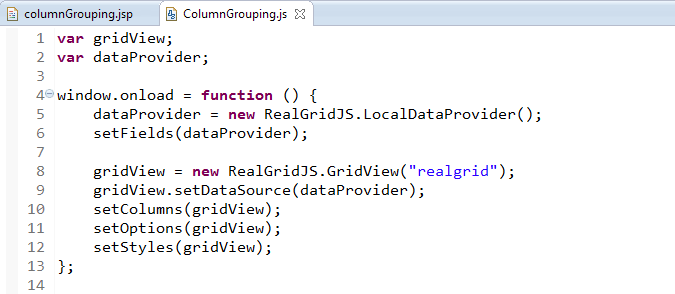 columnGrouping.jsp ColumnGrouping.js
1 var gridView;
2 var dataProvider;
3
4 window.onload = function () {
5 dataProvider = new RealGridJS.LocalDataProvider();
6 setFields(dataProvider);
7
8 gridView = new RealGridJS.GridView("realgrid");
9 gridView.setDataSource(dataProvider);
10 setColumns(gridView);
11 setOptions(gridView);
12 setStyles(gridView);
13 };
14